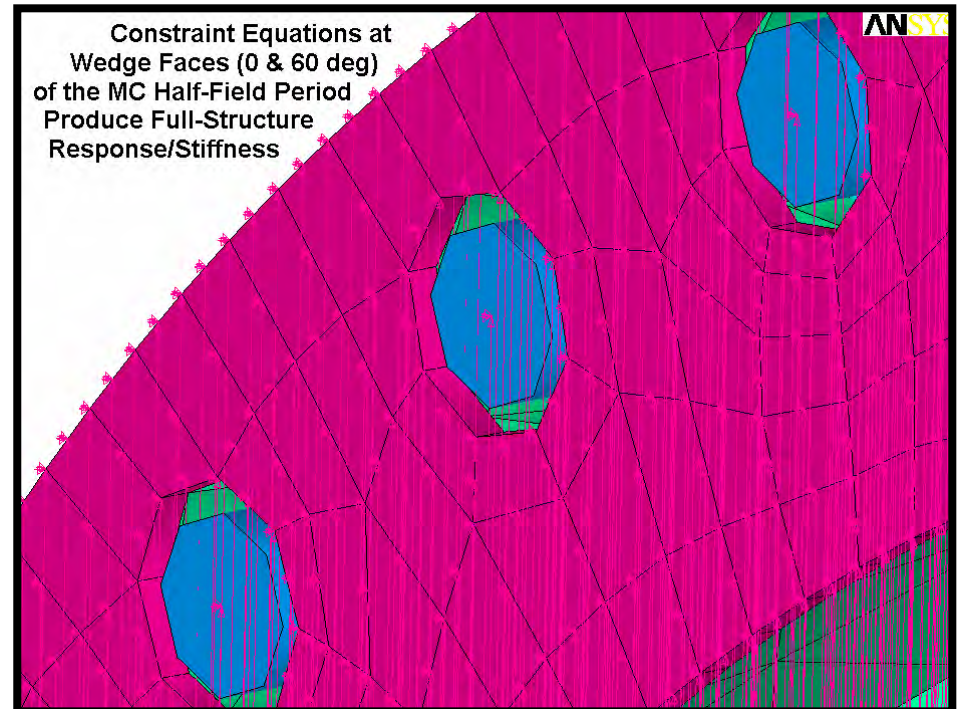 Constraint Equations at
Wedge Faces (0 & 60 deg)
of the MC Half-Field Period
Produce Full-Structure
Response/Stiffness
ANSYS